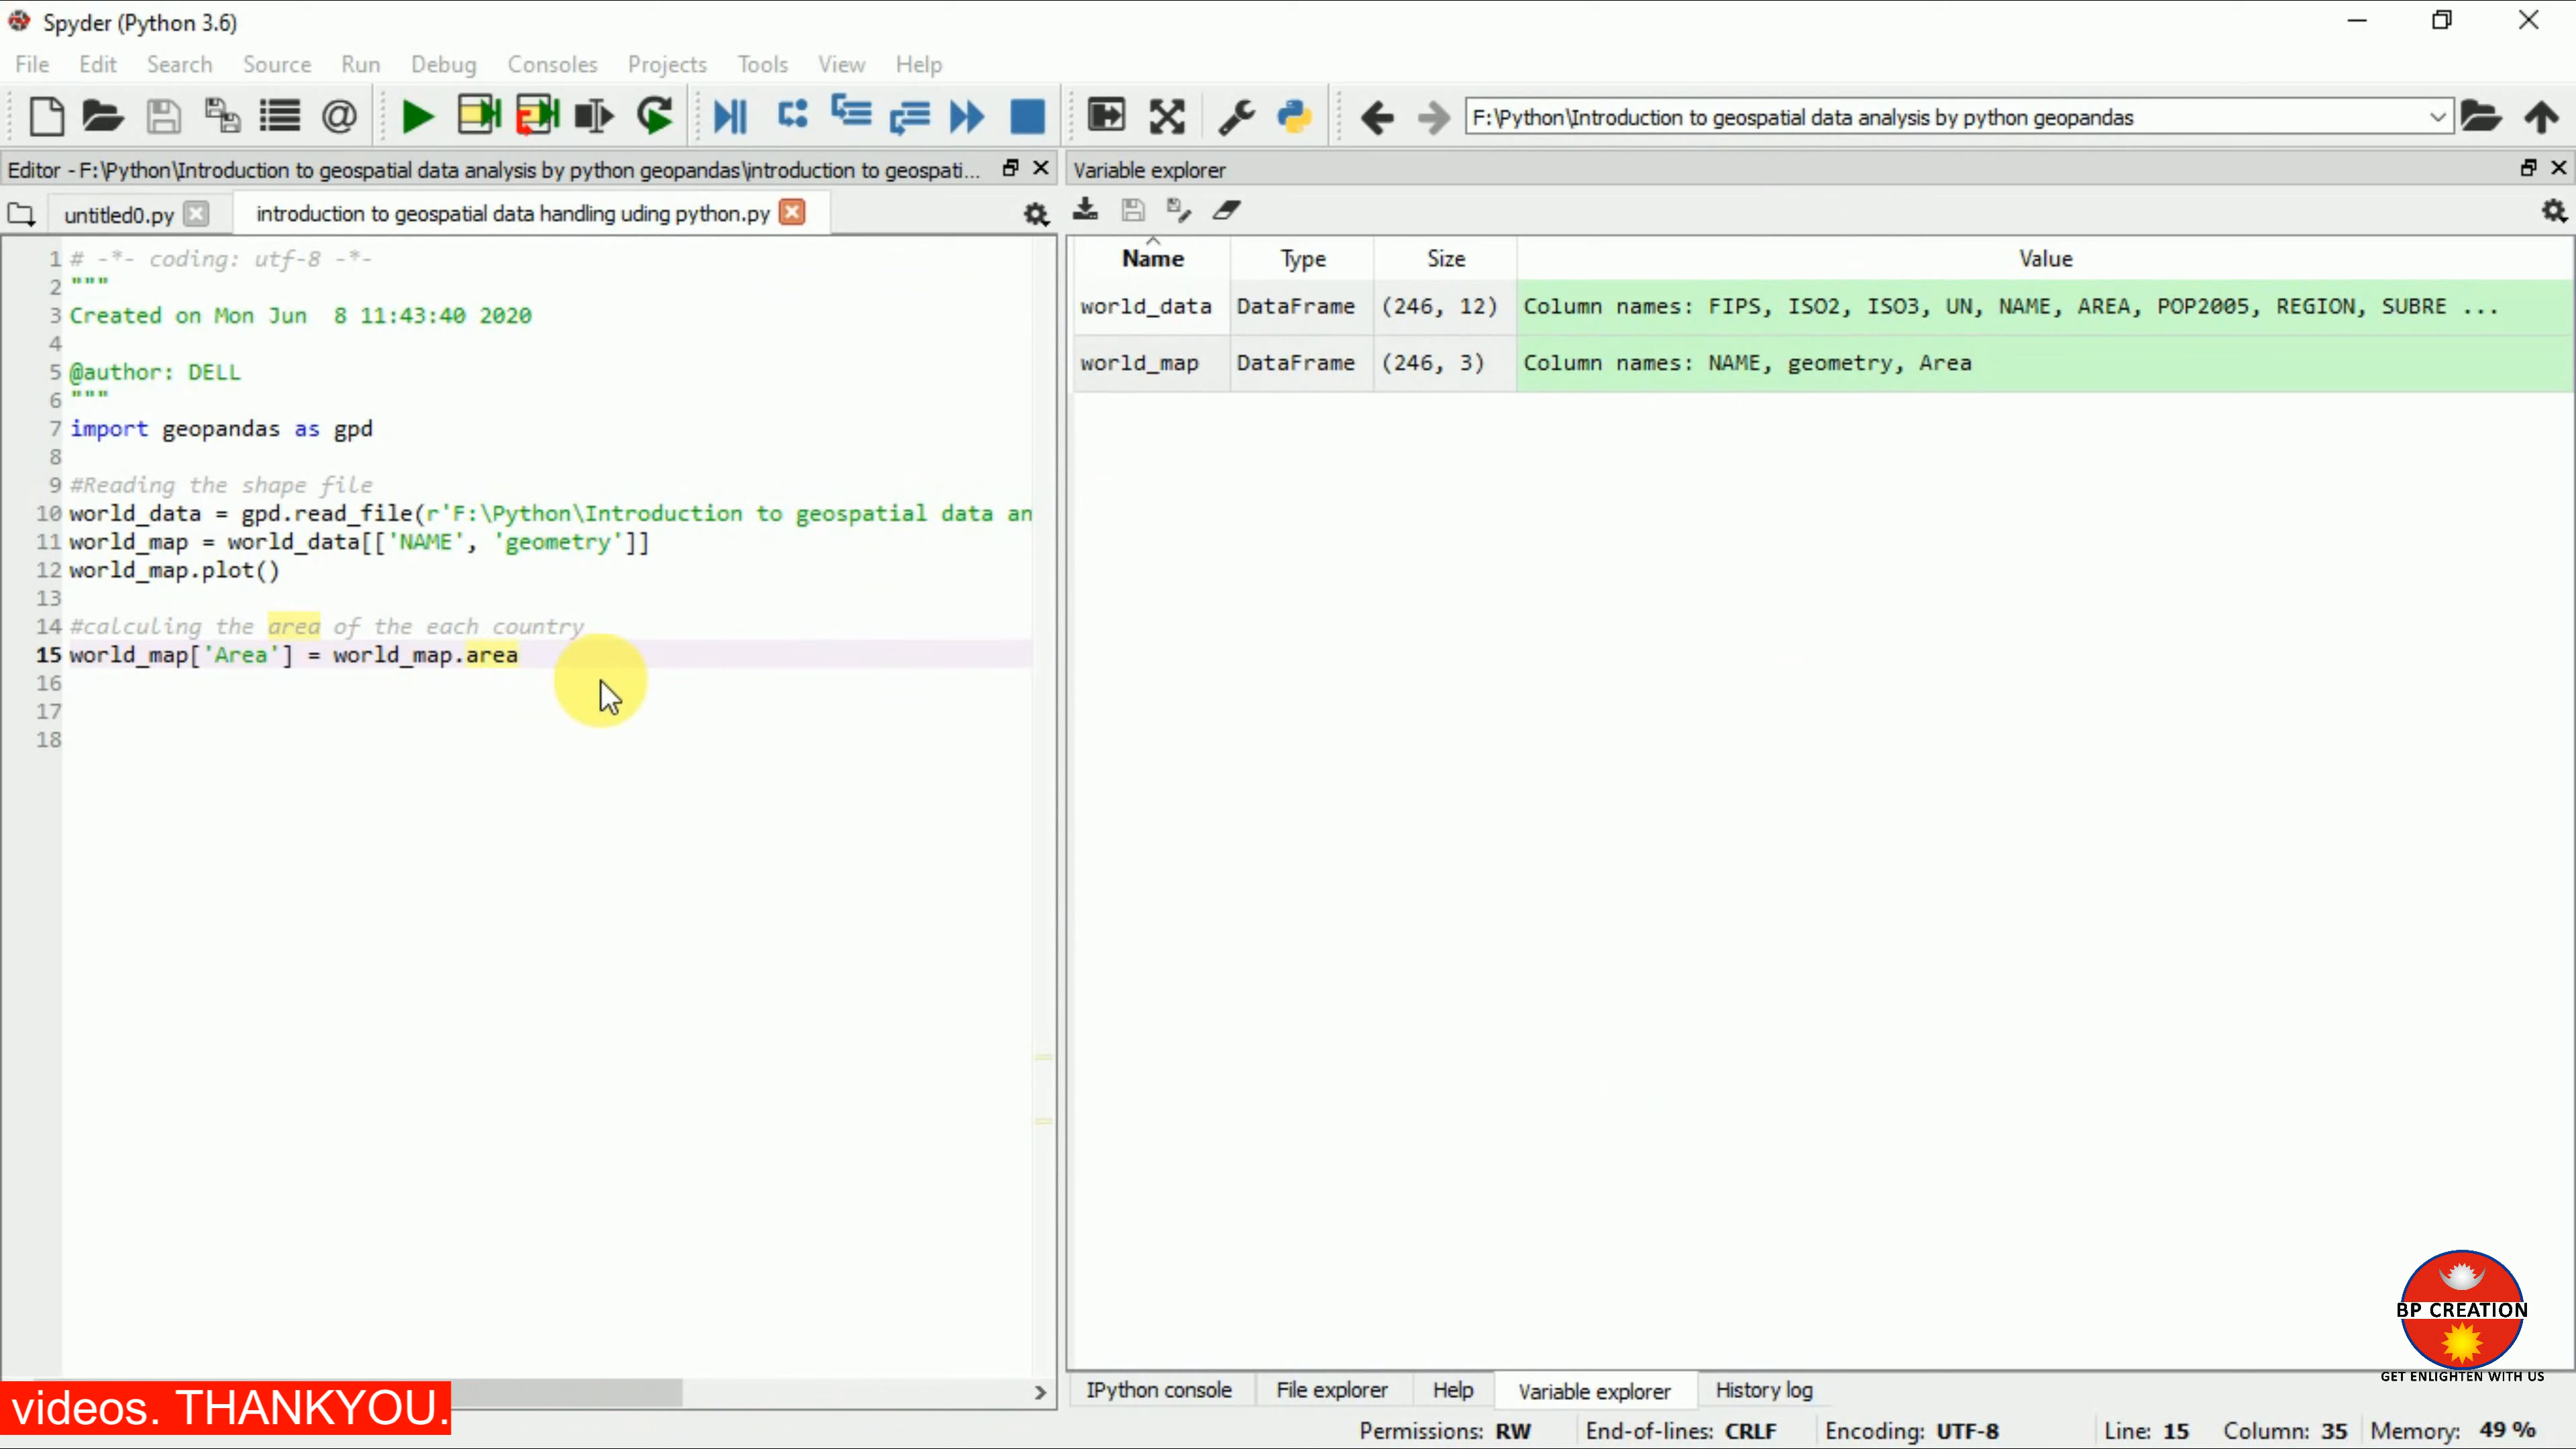 Spyder (Python 3.6)
File Edit Search Source Run Debug Consoles Projects Tools View Help
F:\Python\Introduction to geospatial data analysis by python geopandas
Editor - F:\Python\Introduction to geospatial data analysis by python geopandas\introduction to geospati...
Variable explorer
untitled0.py introduction to geospatial data handling uding python.py
1 # -*- coding: utf-8 -*-
2 """
3 Created on Mon Jun  8 11:43:40 2020
4
5 @author: DELL
6 """
7 import geopandas as gpd
8
9 #Reading the shape file
10 world_data = gpd.read_file(r'F:\Python\Introduction to geospatial data an
11 world_map = world_data[['NAME', 'geometry']]
12 world_map.plot()
13
14 #calculing the area of the each country
15 world_map['Area'] = world_map.area
16
17
18
Name Type Size Value
world_data DataFrame (246, 12) Column names: FIPS, ISO2, ISO3, UN, NAME, AREA, POP2005, REGION, SUBRE ...
world_map DataFrame (246, 3) Column names: NAME, geometry, Area
BP CREATION
GET ENLIGHTEN WITH US
IPython console File explorer Help Variable explorer History log
videos. THANKYOU.
Permissions: RW End-of-lines: CRLF Encoding: UTF-8 Line: 15 Column: 35 Memory: 49 %